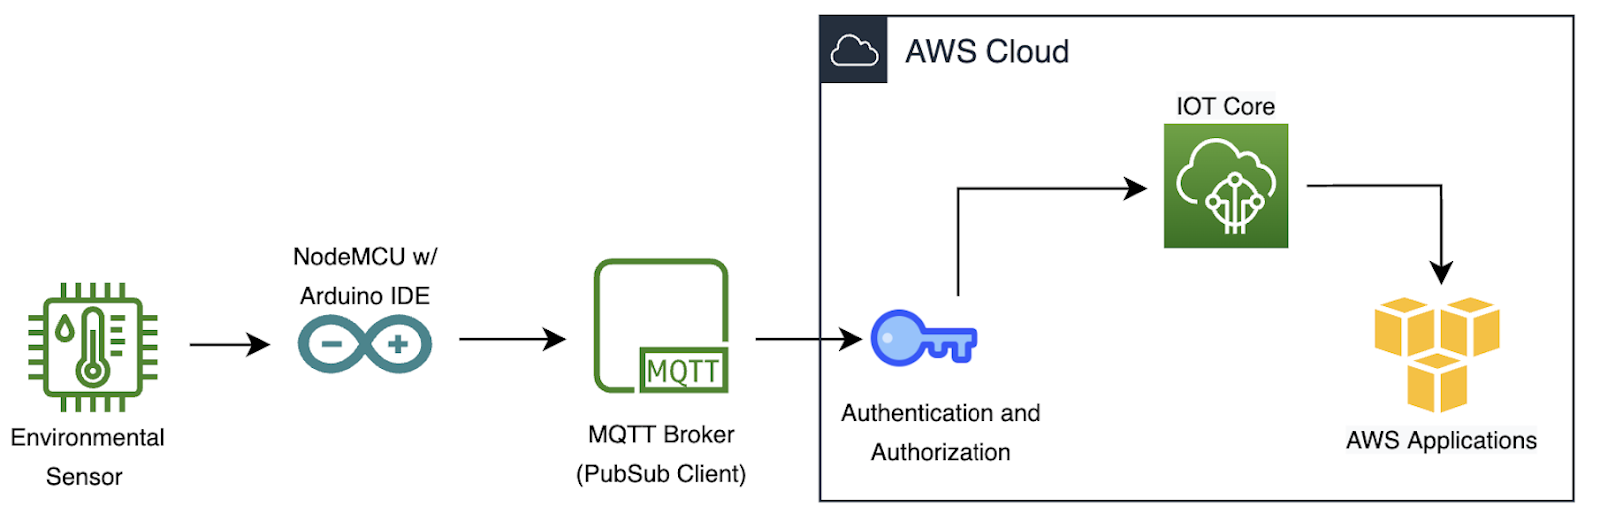 AWS Cloud
IOT Core
NodeMCU w/
Arduino IDE
MQTT
Environmental
Sensor
MQTT Broker
(PubSub Client)
Authentication and
Authorization
AWS Applications